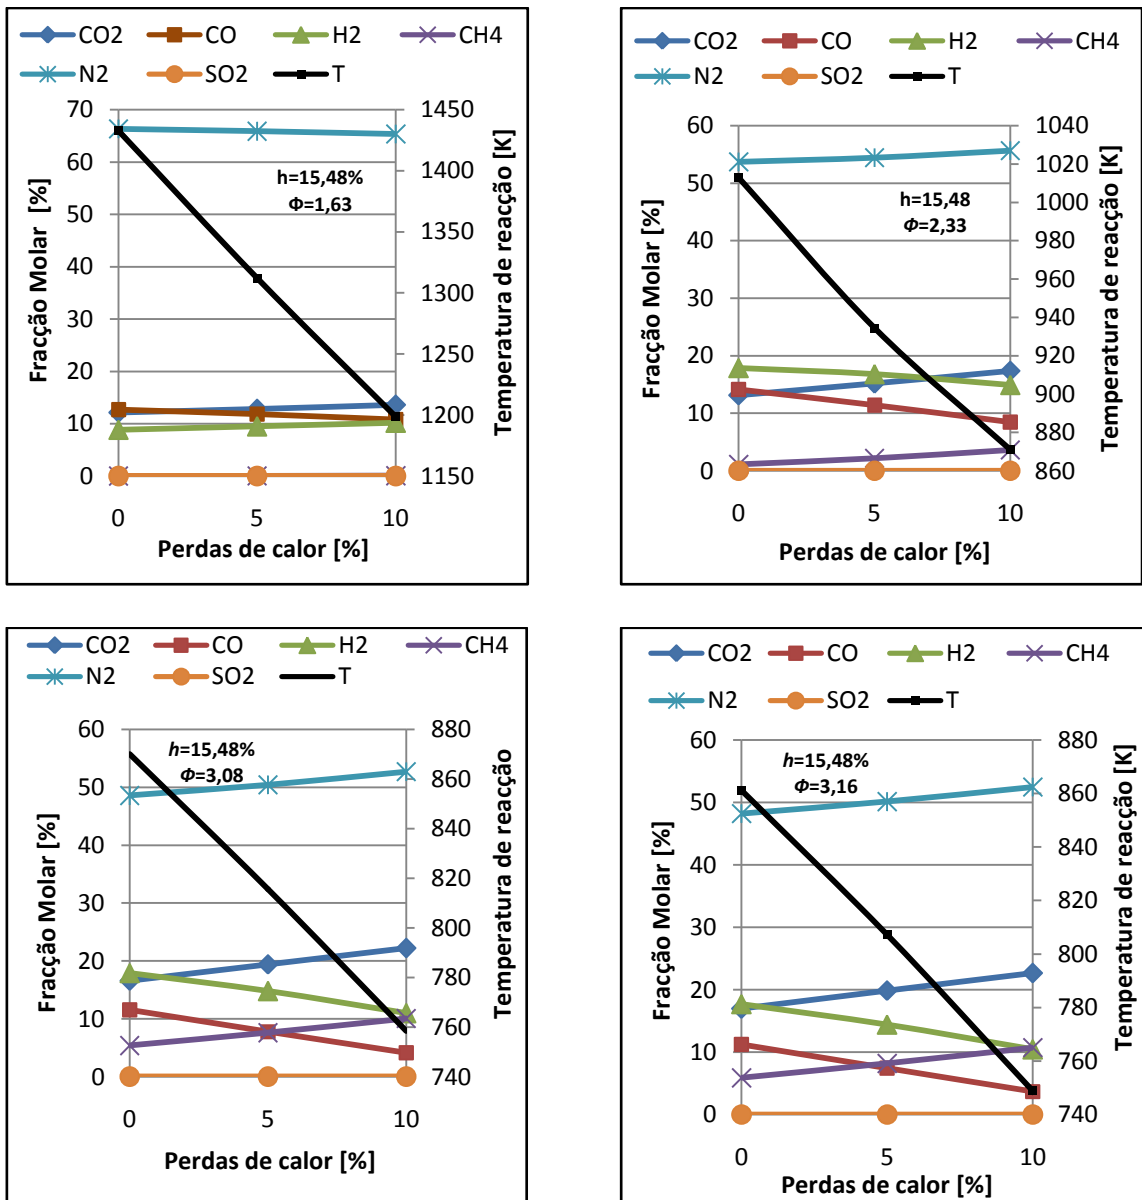 CO2 CO H2 CH4
N2 SO2 T
70
60
50
40
30
20
10
0
1450
1400
1350
1300
1250
1200
1150
h=15,48%
Φ=1,63
Fracção Molar [%]
Temperatura de reacção [K]
0 5 10
Perdas de calor [%]
CO2 CO H2 CH4
N2 SO2 T
60
50
40
30
20
10
0
1040
1020
1000
980
960
940
920
900
880
860
h=15,48
Φ=2,33
Fracção Molar [%]
Temperatura de reacção [K]
0 5 10
Perdas de calor [%]
CO2 CO H2 CH4
N2 SO2 T
60
50
40
30
20
10
0
880
860
840
820
800
780
760
740
h=15,48%
Φ=3,08
Fracção Molar [%]
Temperatura de reacção
0 5 10
Perdas de calor [%]
CO2 CO H2 CH4
N2 SO2 T
60
50
40
30
20
10
0
880
860
840
820
800
780
760
740
h=15,48%
Φ=3,16
Fracção Molar [%]
Temperatura de reacção [K]
0 5 10
Perdas de calor [%]